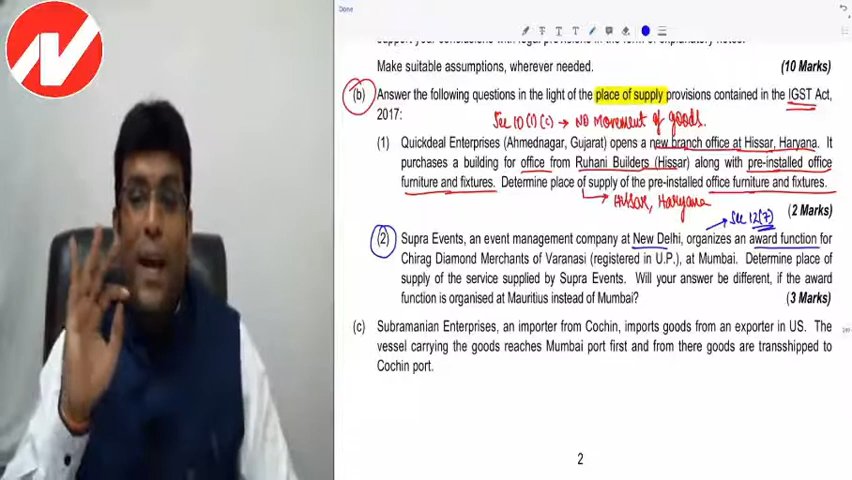 Done
support your conclusions with legal provisions in the form of explanatory notes.
Make suitable assumptions, wherever needed. (10 Marks)
(b) Answer the following questions in the light of the place of supply provisions contained in the IGST Act,
2017:
Sec 10(1)(c) → NO Movement of goods.
(1) Quickdeal Enterprises (Ahmednagar, Gujarat) opens a new branch office at Hissar, Haryana. It
purchases a building for office from Ruhani Builders (Hissar) along with pre-installed office
furniture and fixtures. Determine place of supply of the pre-installed office furniture and fixtures.
→ Hissar, Haryana
(2 Marks)
→ Sec 12(7)
(2) Supra Events, an event management company at New Delhi, organizes an award function for
Chirag Diamond Merchants of Varanasi (registered in U.P.), at Mumbai. Determine place of
supply of the service supplied by Supra Events. Will your answer be different, if the award
function is organised at Mauritius instead of Mumbai? (3 Marks)
(c) Subramanian Enterprises, an importer from Cochin, imports goods from an exporter in US. The
vessel carrying the goods reaches Mumbai port first and from there goods are transshipped to
Cochin port.
2